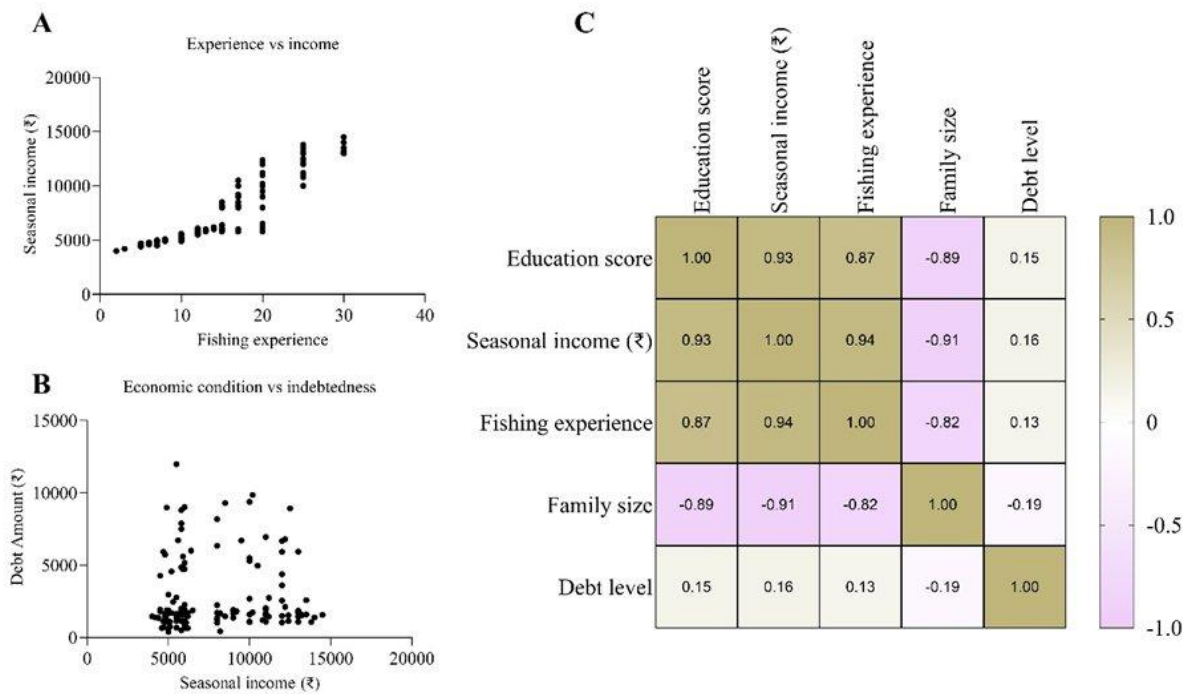 A
Experience vs income
Seasonal income (₹)
20000
15000
10000
5000
0
0 10 20 30 40
Fishing experience
B
Economic condition vs indebtedness
Debt Amount (₹)
15000
10000
5000
0
0 5000 10000 15000 20000
Seasonal income (₹)
C
Education score
Seasonal income (₹)
Fishing experience
Family size
Debt level
Education score 1.00 0.93 0.87 -0.89 0.15
Seasonal income (₹) 0.93 1.00 0.94 -0.91 0.16
Fishing experience 0.87 0.94 1.00 -0.82 0.13
Family size -0.89 -0.91 -0.82 1.00 -0.19
Debt level 0.15 0.16 0.13 -0.19 1.00
1.0
0.5
0
-0.5
-1.0